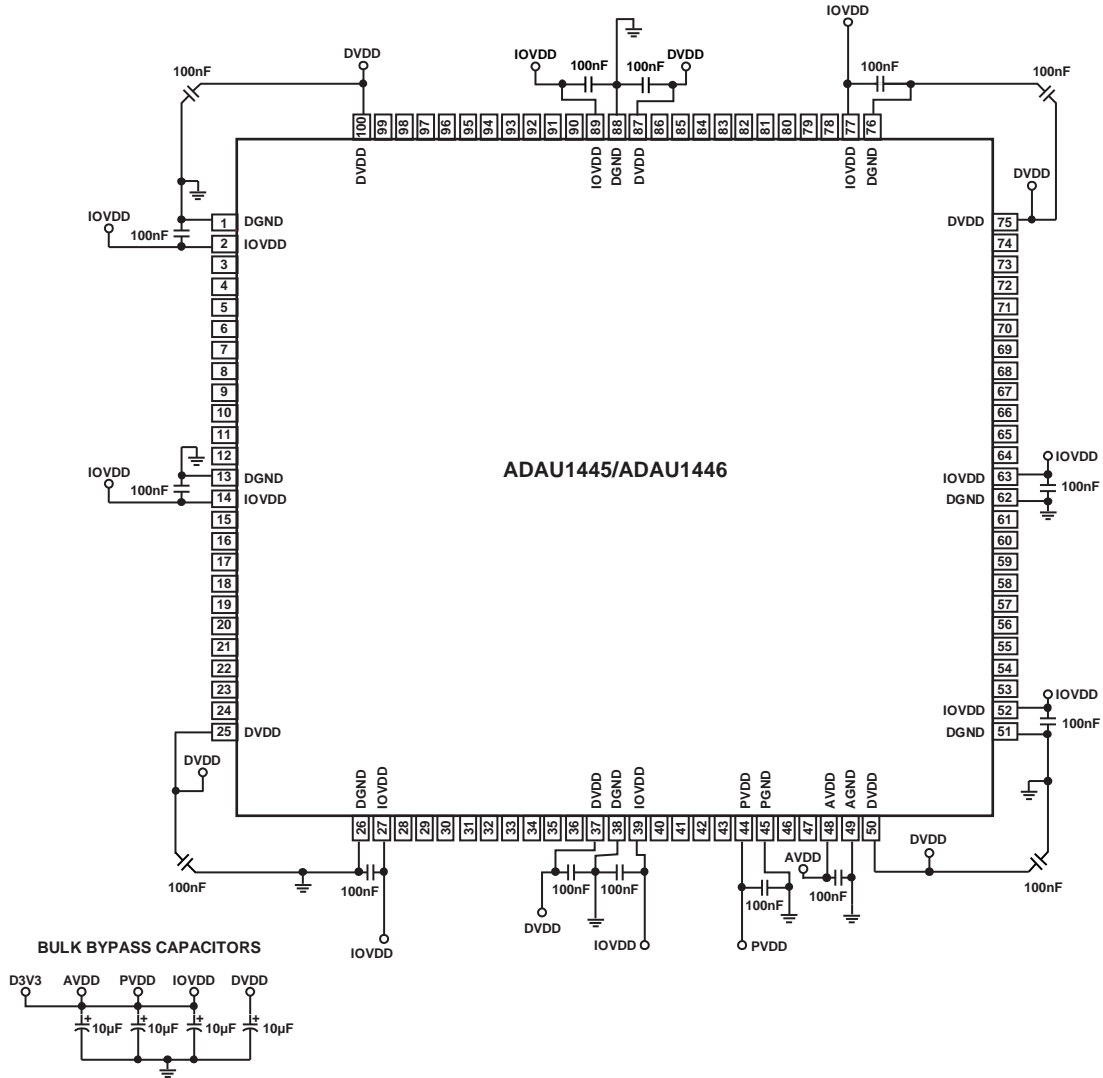 IOVDD
DVDD
IOVDD
DVDD
100nF
100nF
100nF
100nF
100nF
100 99 98 97 96 95 94 93 92 91 90 89 88 87 86 85 84 83 82 81 80 79 78 77 76
DVDD
IOVDD
DGND
DVDD
IOVDD
DGND
DVDD
IOVDD
100nF
1 DGND
2 IOVDD
3
4
5
6
7
8
9
10
11
12
IOVDD
100nF
13 DGND
14 IOVDD
15
16
17
18
19
20
21
22
23
24
25 DVDD
ADAU1445/ADAU1446
DVDD 75
74
73
72
71
70
69
68
67
66
65
64
IOVDD
IOVDD 63
100nF
DGND 62
61
60
59
58
57
56
55
54
53
IOVDD
IOVDD 52
100nF
DGND 51
DVDD
DGND
IOVDD
DVDD
DGND
IOVDD
PVDD
PGND
AVDD
AGND
DVDD
26 27 28 29 30 31 32 33 34 35 36 37 38 39 40 41 42 43 44 45 46 47 48 49 50
DVDD
AVDD
100nF
100nF
100nF
100nF
100nF
100nF
100nF
DVDD
IOVDD
IOVDD
PVDD
BULK BYPASS CAPACITORS
D3V3 AVDD PVDD IOVDD DVDD
+ + + +
10µF 10µF 10µF 10µF